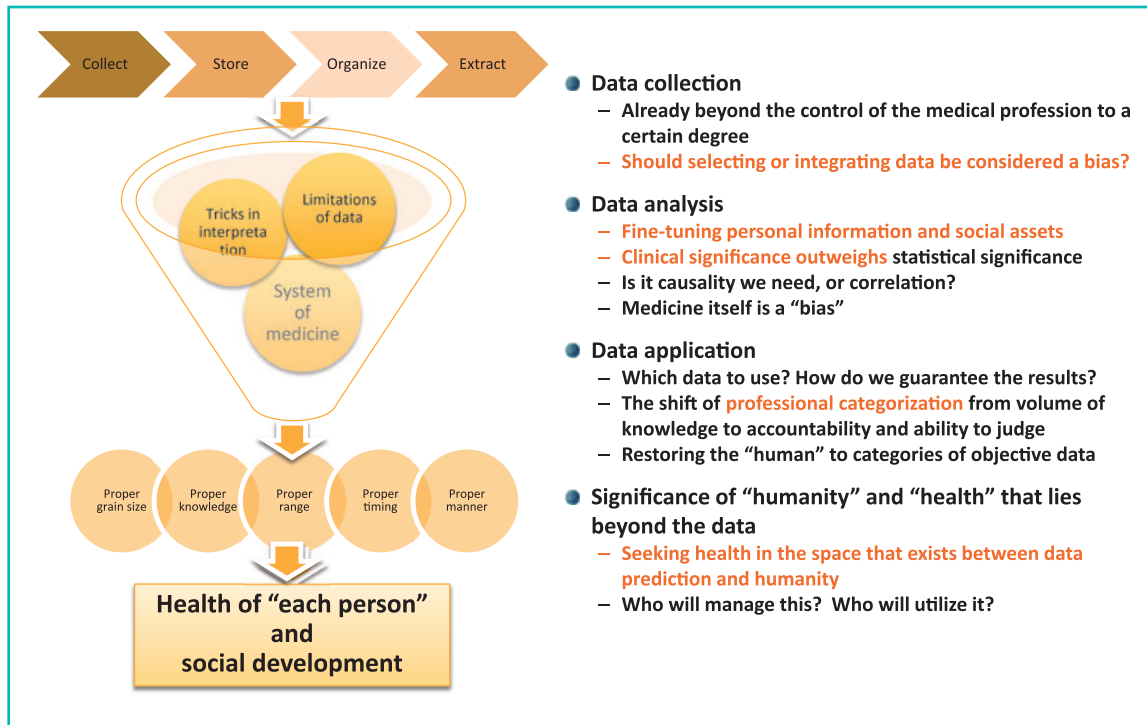 Collect
Store
Organize
Extract
Tricks in
interpreta
tion
Limitations
of data
System
of
medicine
Proper
grain size
Proper
knowledge
Proper
range
Proper
timing
Proper
manner
Health of “each person”
and
social development
Data collection
– Already beyond the control of the medical profession to a
certain degree
– Should selecting or integrating data be considered a bias?
Data analysis
– Fine-tuning personal information and social assets
– Clinical significance outweighs statistical significance
– Is it causality we need, or correlation?
– Medicine itself is a “bias”
Data application
– Which data to use? How do we guarantee the results?
– The shift of professional categorization from volume of
knowledge to accountability and ability to judge
– Restoring the “human” to categories of objective data
Significance of “humanity” and “health” that lies
beyond the data
– Seeking health in the space that exists between data
prediction and humanity
– Who will manage this? Who will utilize it?